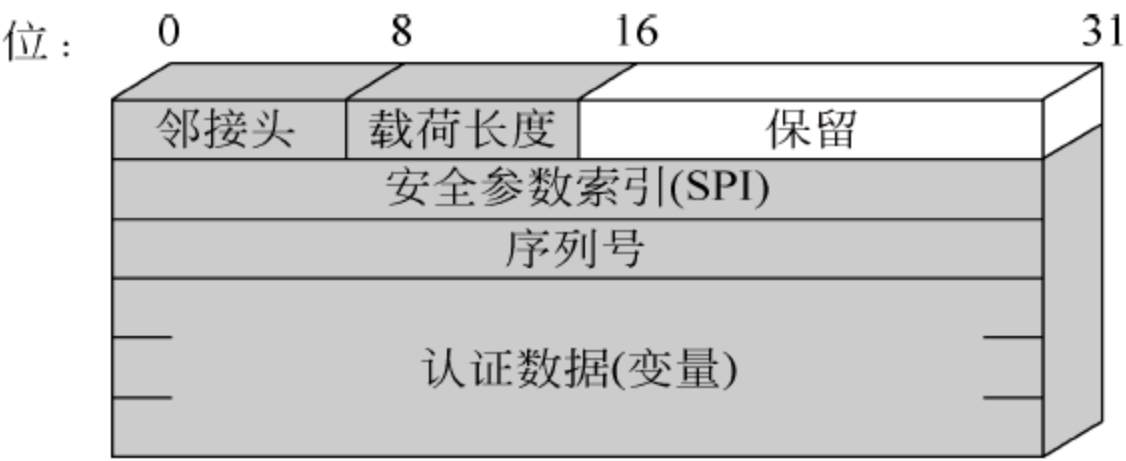 位： 0 8 16 31
邻接头 载荷长度 保留
安全参数索引(SPI)
序列号
认证数据(变量)